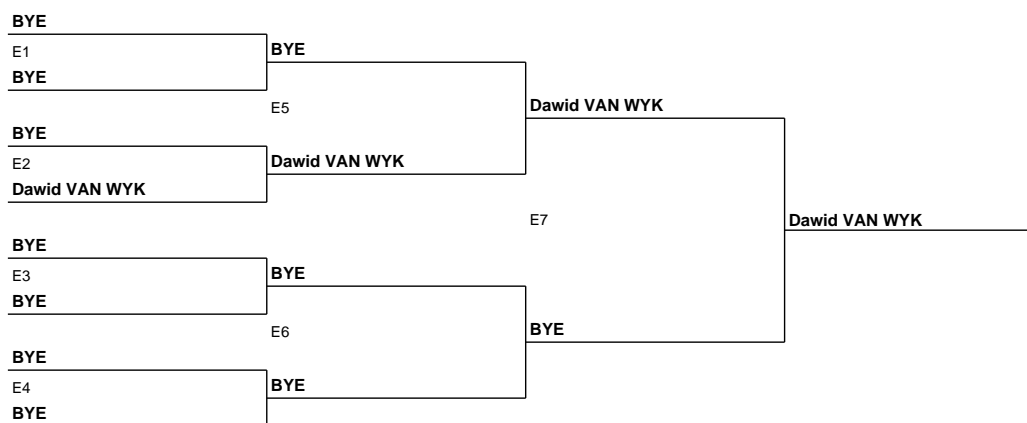 BYE
E1
BYE
BYE
E5
BYE
E2
Dawid VAN WYK
Dawid VAN WYK
Dawid VAN WYK
E7
Dawid VAN WYK
BYE
E3
BYE
BYE
E6
BYE
BYE
E4
BYE
BYE